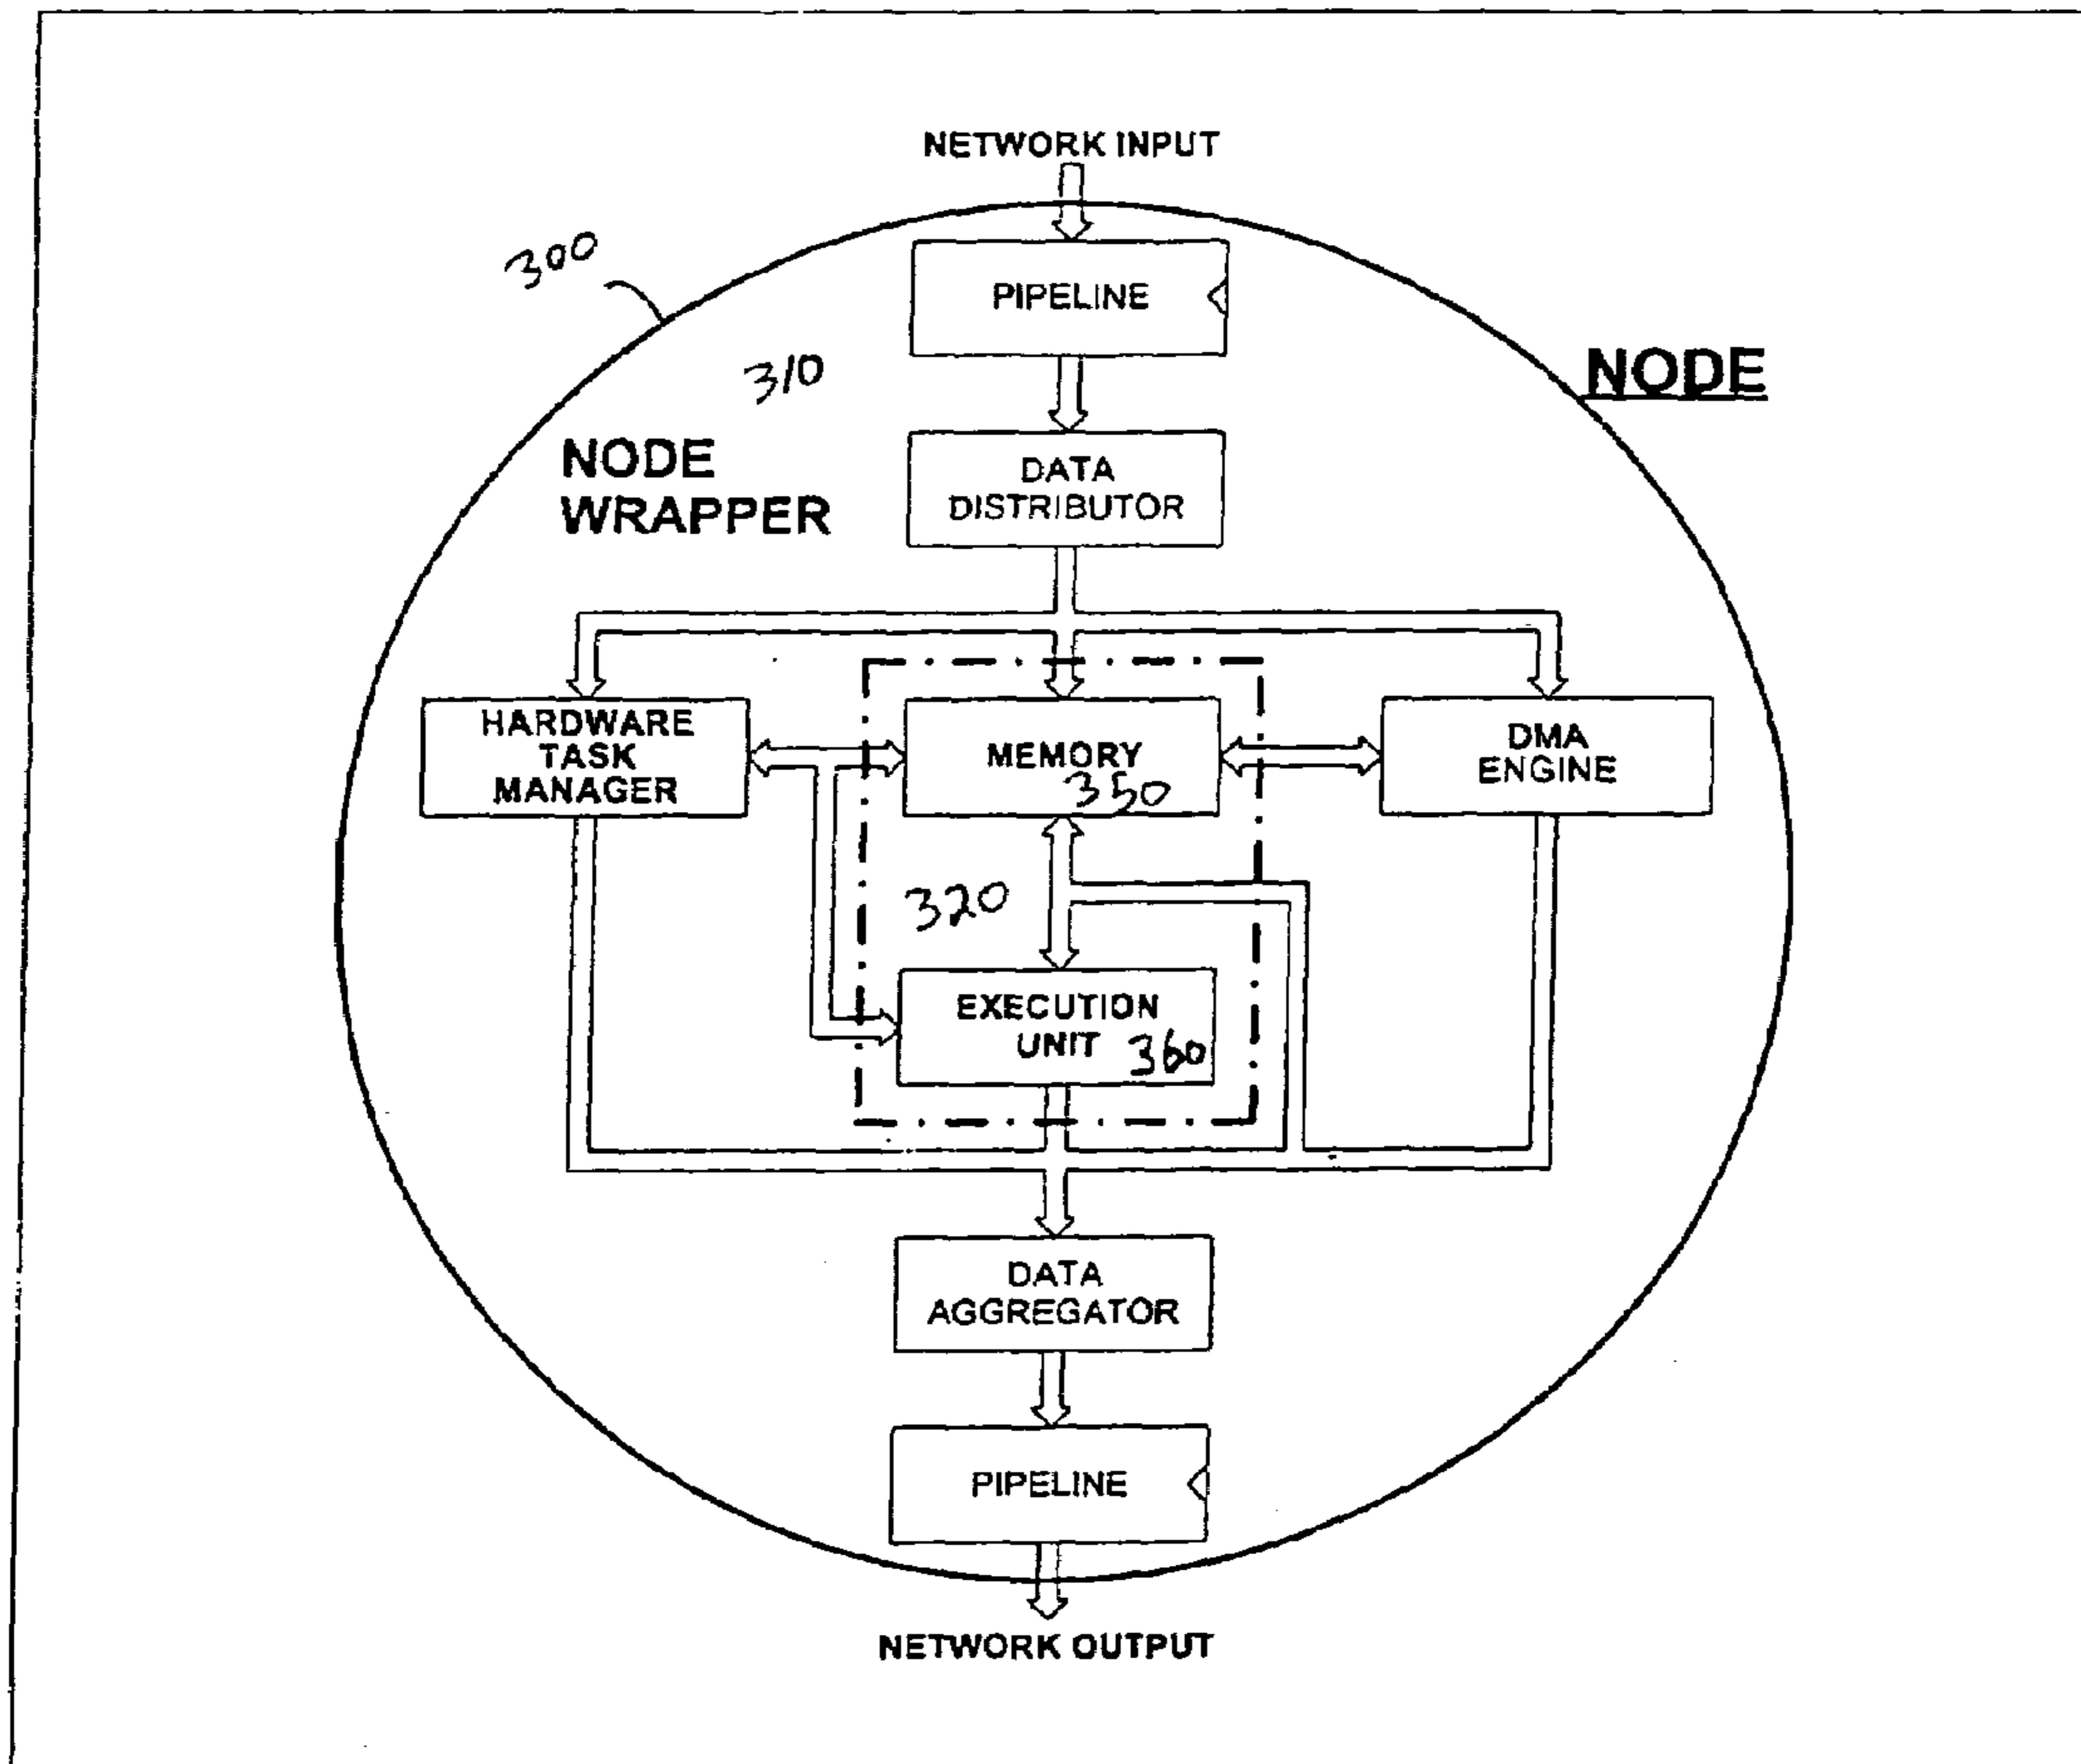 NETWORK INPUT
300
PIPELINE
310
NODE
NODE
WRAPPER
DATA
DISTRIBUTOR
HARDWARE
TASK
MANAGER
MEMORY
350
DMA
ENGINE
320
EXECUTION
UNIT 360
DATA
AGGREGATOR
PIPELINE
NETWORK OUTPUT